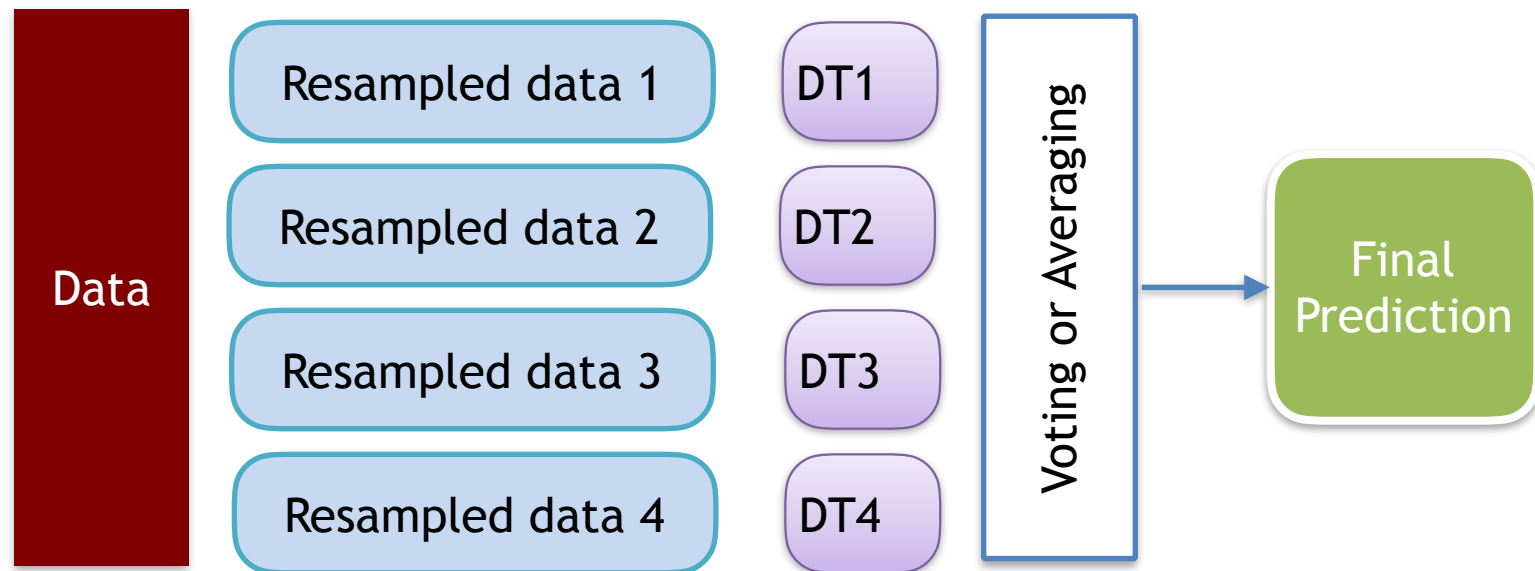 Data
Resampled data 1
DT1
Resampled data 2
DT2
Resampled data 3
DT3
Resampled data 4
DT4
Voting or Averaging
Final
Prediction